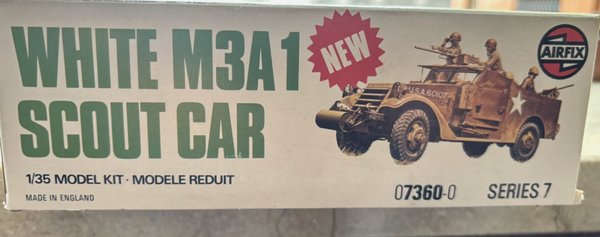 WHITE M3A1
SCOUT CAR
NEW
AIRFIX
U.S.A. 60107
1/35 MODEL KIT · MODELE REDUIT
MADE IN ENGLAND
07360-0
SERIES 7